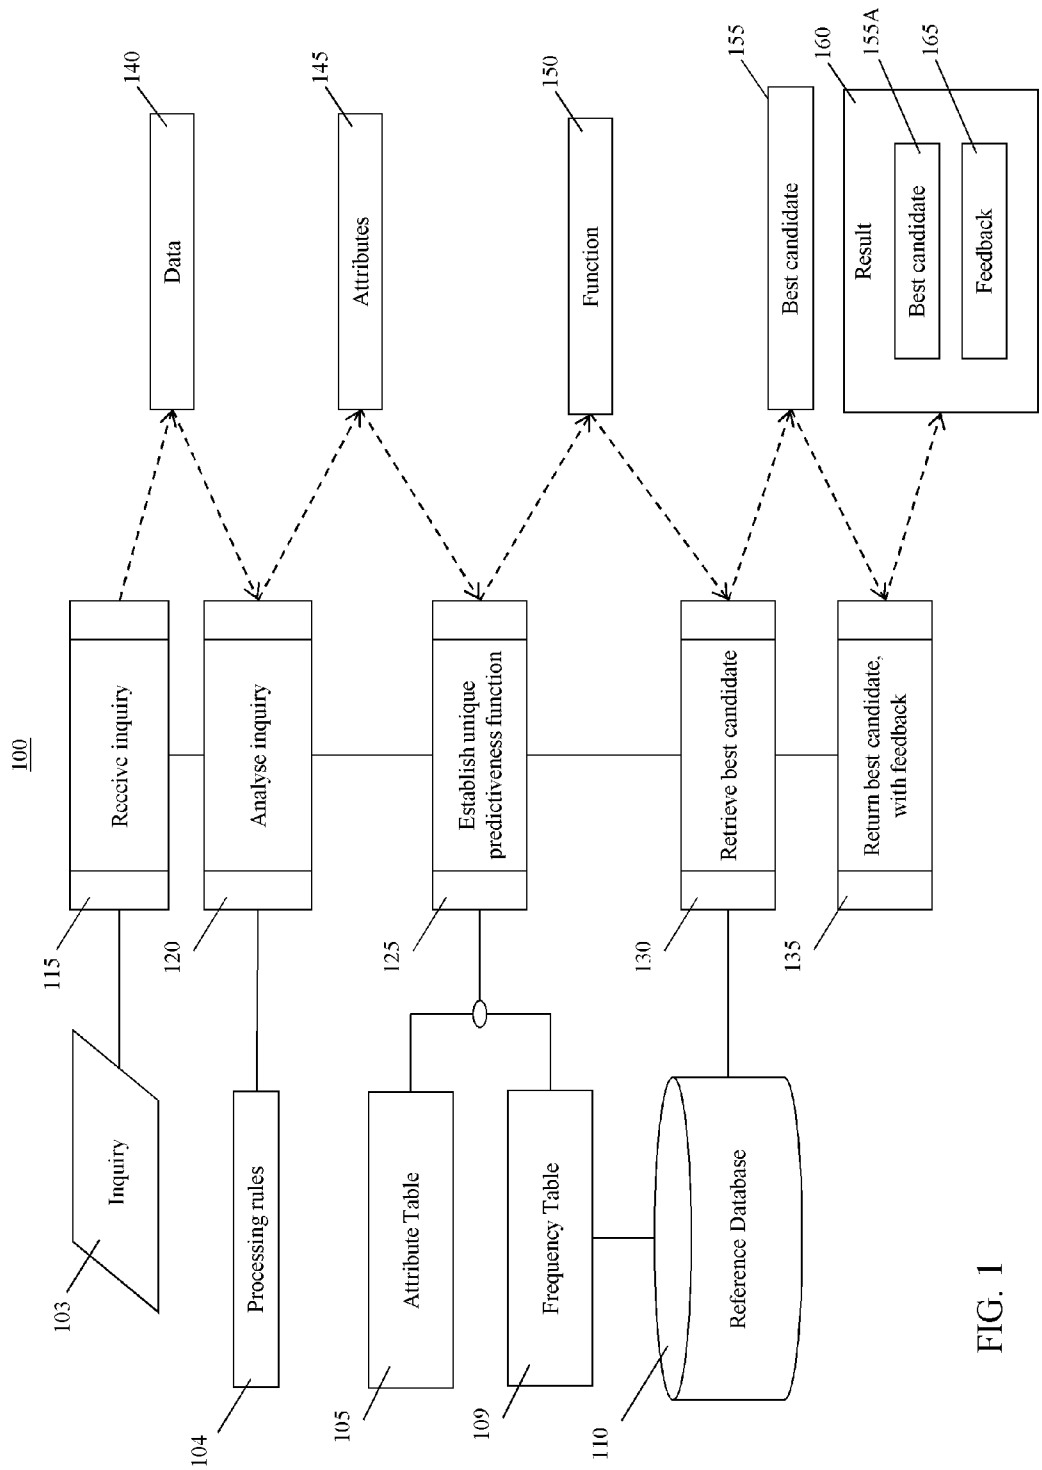 100
103
Inquiry
115
Receive inquiry
Data
140
104
Processing rules
120
Analyse inquiry
Attributes
145
105
Attribute Table
109
Frequency Table
125
Establish unique
predictiveness function
Function
150
110
Reference Database
130
Retrieve best candidate
Best candidate
155
135
Return best candidate,
with feedback
Result
160
Best candidate
155A
Feedback
165
FIG. 1